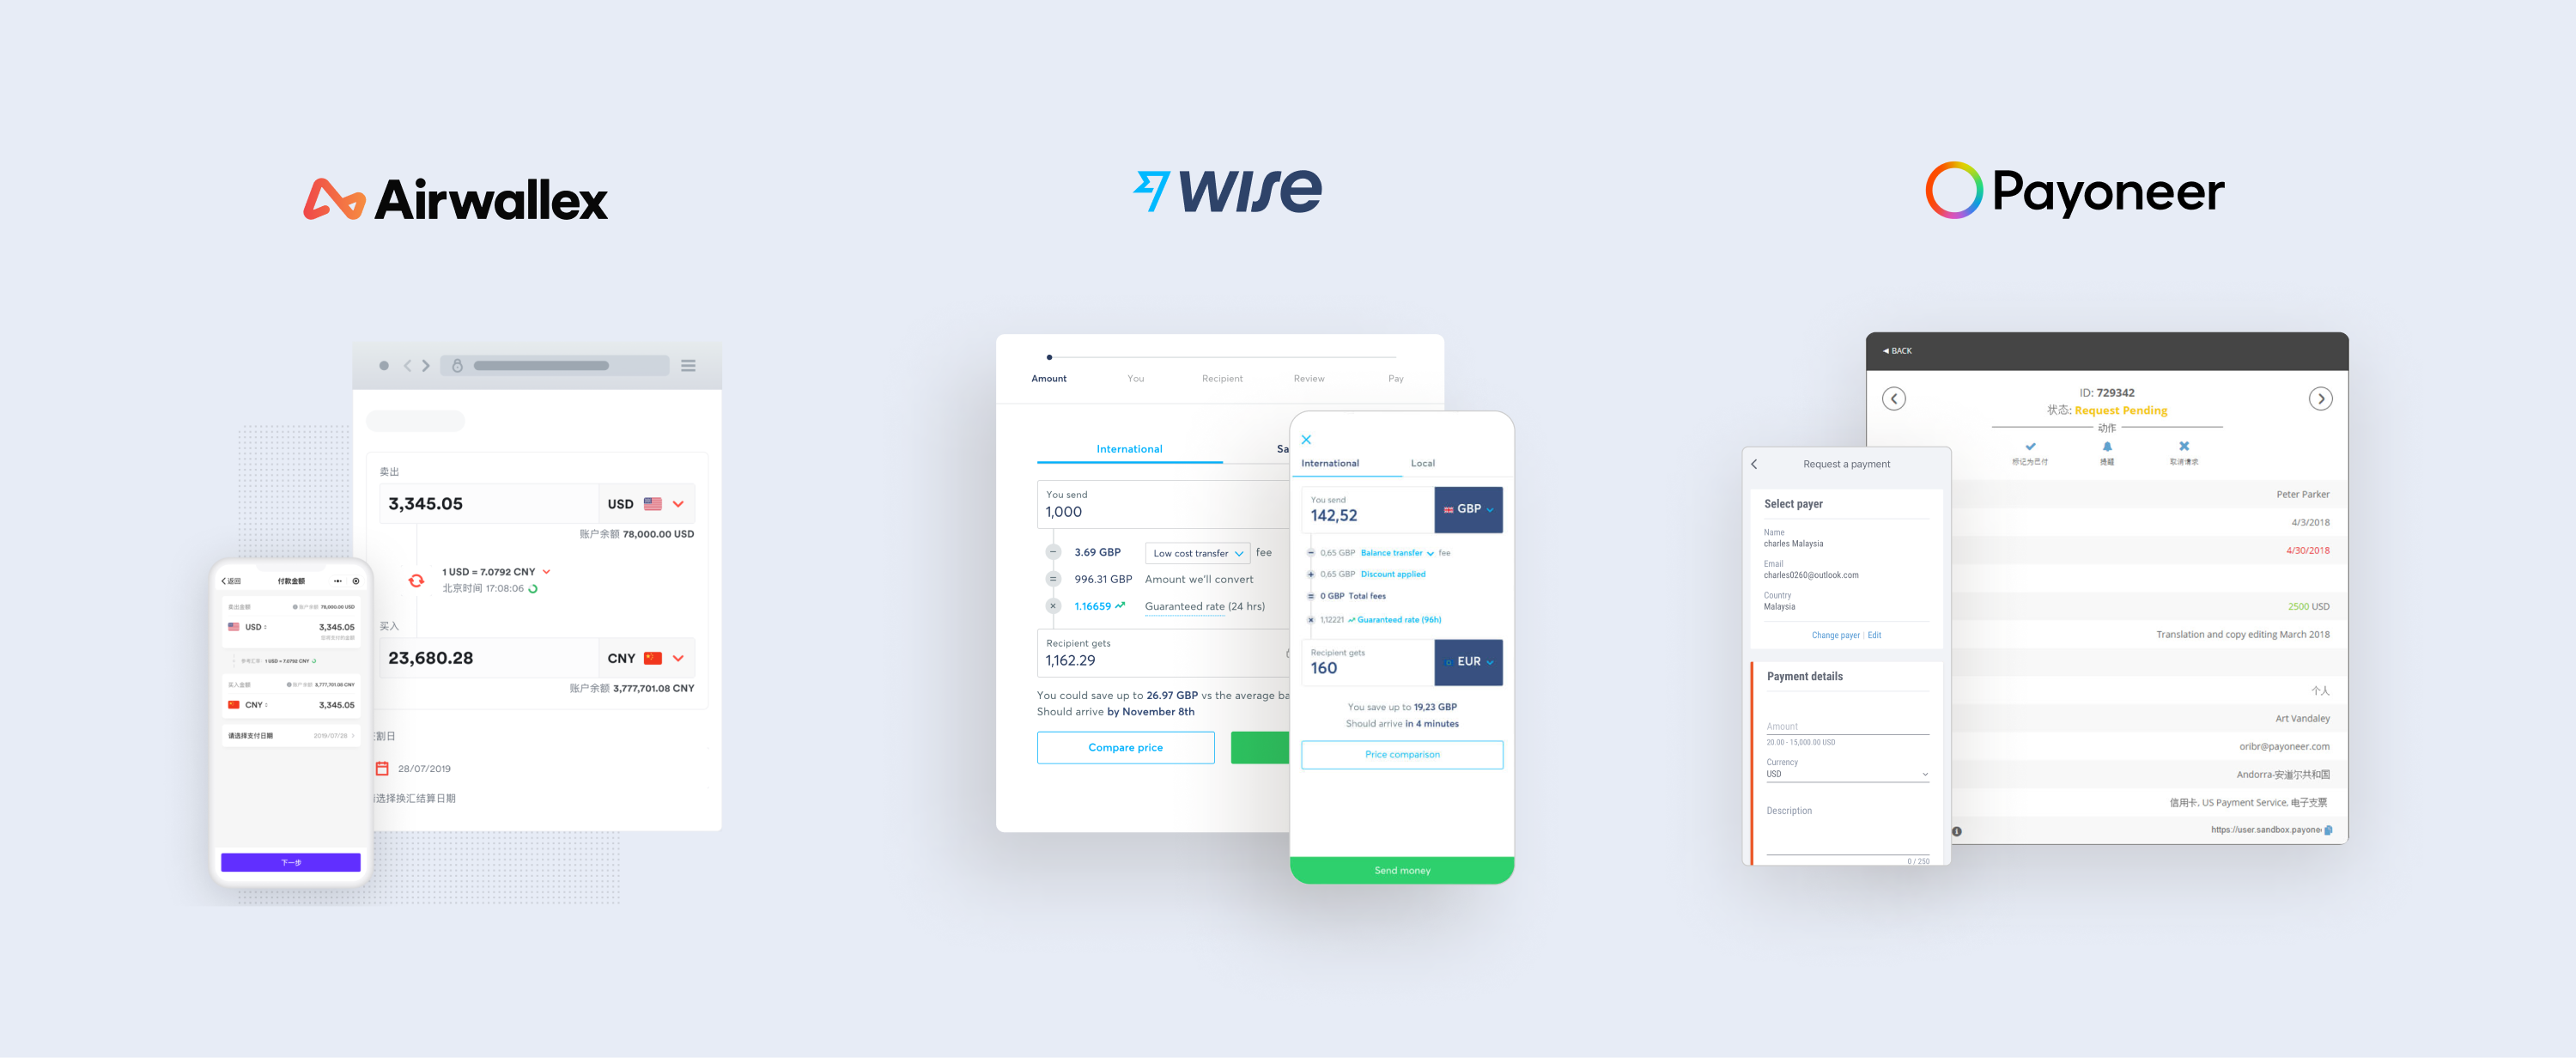 Airwallex
卖出
3,345.05 USD
账户余额 78,000.00 USD
1 USD = 7.0792 CNY
北京时间 17:08:06
买入
23,680.28 CNY
账户余额 3,777,701.08 CNY
割日
28/07/2019
选择换汇结算日期
返回 付款金额
卖出金额 账户余额 78,000.00 USD
USD 3,345.05
参考汇率: 1 USD = 7.0792 CNY
买入金额 账户余额 3,777,701.08 CNY
CNY 3,345.05
请选择支付日期 2019/07/28
下一步
wise
Amount You Recipient Review Pay
International Sa
You send
1,000
3.69 GBP Low cost transfer fee
996.31 GBP Amount we'll convert
1.16659 Guaranteed rate (24 hrs)
Recipient gets
1,162.29
You could save up to 26.97 GBP vs the average ba
Should arrive by November 8th
Compare price
International Local
You send
142,52 GBP
0,65 GBP Balance transfer fee
0,65 GBP Discount applied
0 GBP Total fees
1,12221 Guaranteed rate (96h)
Recipient gets
160 EUR
You save up to 19,23 GBP
Should arrive in 4 minutes
Price comparison
Send money
Payoneer
BACK
ID: 729342
状态: Request Pending
动作
标记为已付 提醒 取消请求
Peter Parker
4/3/2018
4/30/2018
2500 USD
Translation and copy editing March 2018
个人
Art Vandaley
oribr@payoneer.com
Andorra-安道尔共和国
信用卡, US Payment Service, 电子支票
https://user.sandbox.payone
Request a payment
Select payer
Name
charles Malaysia
Email
charles0260@outlook.com
Country
Malaysia
Change payer | Edit
Payment details
Amount
20.00 - 15,000.00 USD
Currency
USD
Description
0 / 250